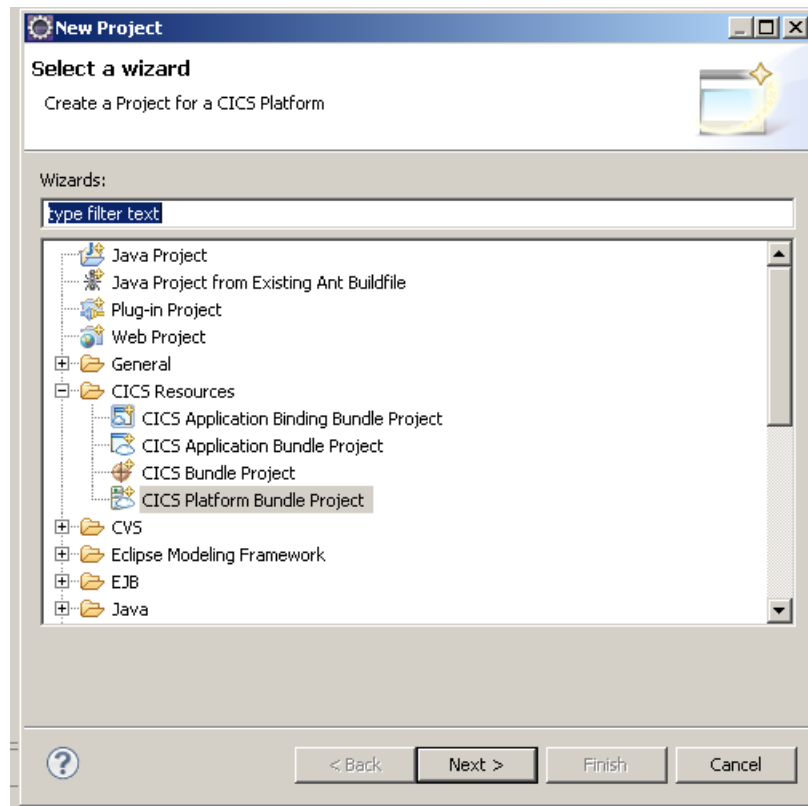 New Project
Select a wizard
Create a Project for a CICS Platform
Wizards:
type filter text
Java Project
Java Project from Existing Ant Buildfile
Plug-in Project
Web Project
General
CICS Resources
CICS Application Binding Bundle Project
CICS Application Bundle Project
CICS Bundle Project
CICS Platform Bundle Project
CVS
Eclipse Modeling Framework
EJB
Java
?
< Back
Next >
Finish
Cancel